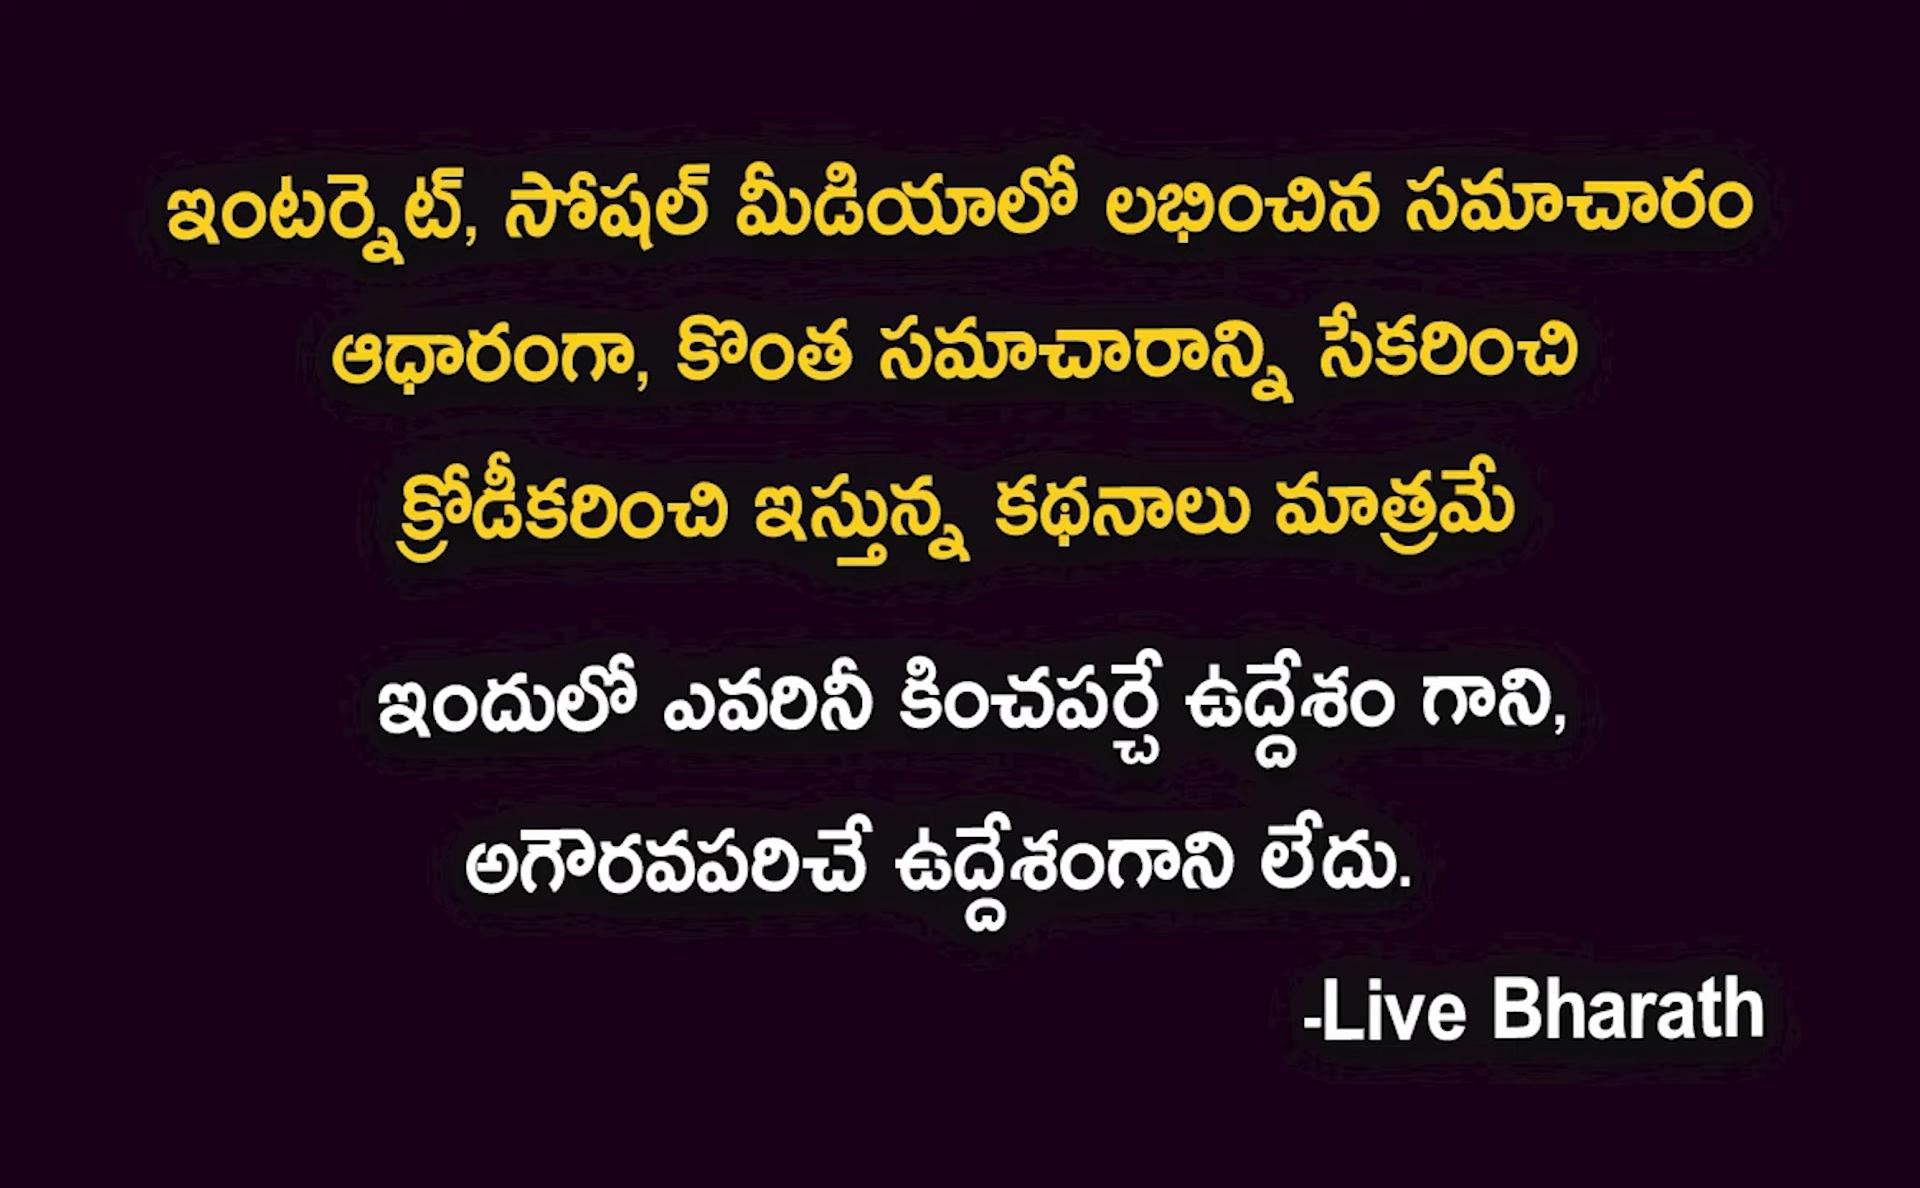 ఇంటర్నెట్, సోషల్ మీడియాలో లభించిన సమాచారం
ఆధారంగా, కొంత సమాచారాన్ని సేకరించి
క్రోడీకరించి ఇస్తున్న కథనాలు మాత్రమే
ఇందులో ఎవరినీ కించపర్చే ఉద్దేశం గాని,
అగౌరవపరిచే ఉద్దేశంగాని లేదు.
-Live Bharath